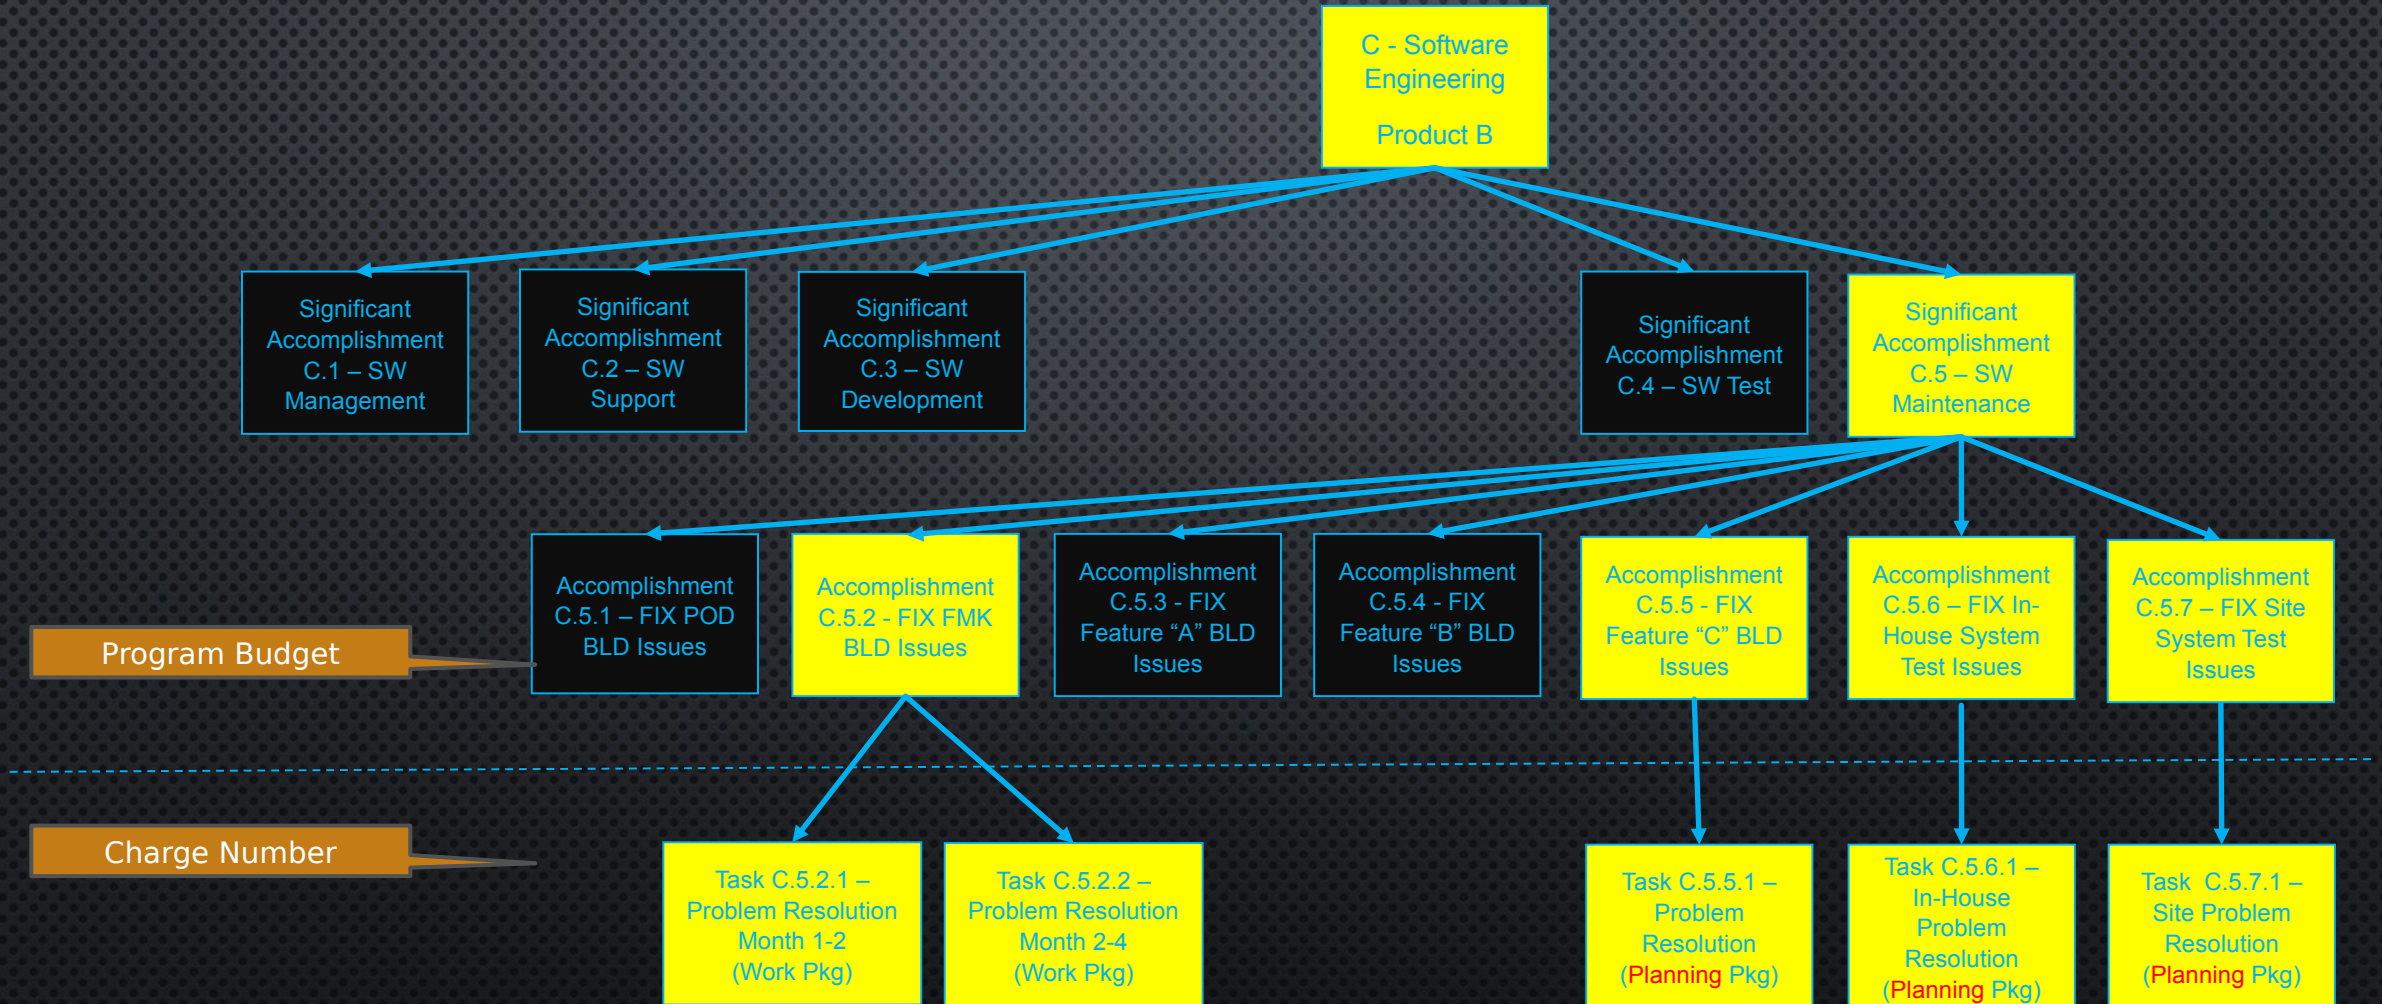 C - Software
Engineering
Product B
Significant
Accomplishment
C.1 – SW
Management
Significant
Accomplishment
C.2 – SW
Support
Significant
Accomplishment
C.3 – SW
Development
Significant
Accomplishment
C.4 – SW Test
Significant
Accomplishment
C.5 – SW
Maintenance
Accomplishment
C.5.1 – FIX POD
BLD Issues
Accomplishment
C.5.2 - FIX FMK
BLD Issues
Accomplishment
C.5.3 - FIX
Feature “A” BLD
Issues
Accomplishment
C.5.4 - FIX
Feature “B” BLD
Issues
Accomplishment
C.5.5 - FIX
Feature “C” BLD
Issues
Accomplishment
C.5.6 – FIX In-
House System
Test Issues
Accomplishment
C.5.7 – FIX Site
System Test
Issues
Program Budget
Charge Number
Task C.5.2.1 –
Problem Resolution
Month 1-2
(Work Pkg)
Task C.5.2.2 –
Problem Resolution
Month 2-4
(Work Pkg)
Task C.5.5.1 –
Problem
Resolution
(Planning Pkg)
Task C.5.6.1 –
In-House
Problem
Resolution
(Planning Pkg)
Task C.5.7.1 –
Site Problem
Resolution
(Planning Pkg)